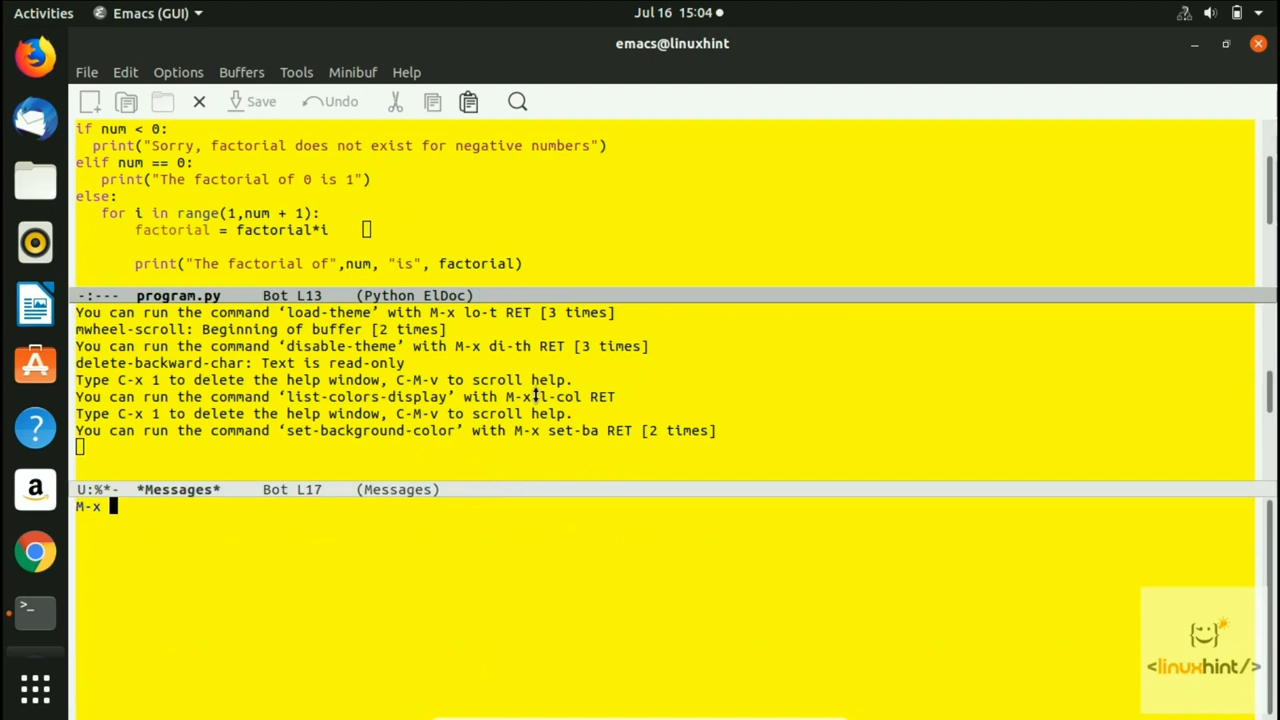 Activities Emacs (GUI) Jul 16 15:04
emacs@linuxhint
File Edit Options Buffers Tools Minibuf Help
Save Undo
if num < 0:
print("Sorry, factorial does not exist for negative numbers")
elif num == 0:
print("The factorial of 0 is 1")
else:
for i in range(1,num + 1):
factorial = factorial*i
print("The factorial of",num, "is", factorial)
-:--- program.py Bot L13 (Python ElDoc)
You can run the command ‘load-theme’ with M-x lo-t RET [3 times]
mwheel-scroll: Beginning of buffer [2 times]
You can run the command ‘disable-theme’ with M-x di-th RET [3 times]
delete-backward-char: Text is read-only
Type C-x 1 to delete the help window, C-M-v to scroll help.
You can run the command ‘list-colors-display’ with M-x l-col RET
Type C-x 1 to delete the help window, C-M-v to scroll help.
You can run the command ‘set-background-color’ with M-x set-ba RET [2 times]
U:%*- *Messages* Bot L17 (Messages)
M-x
<linuxhint/>